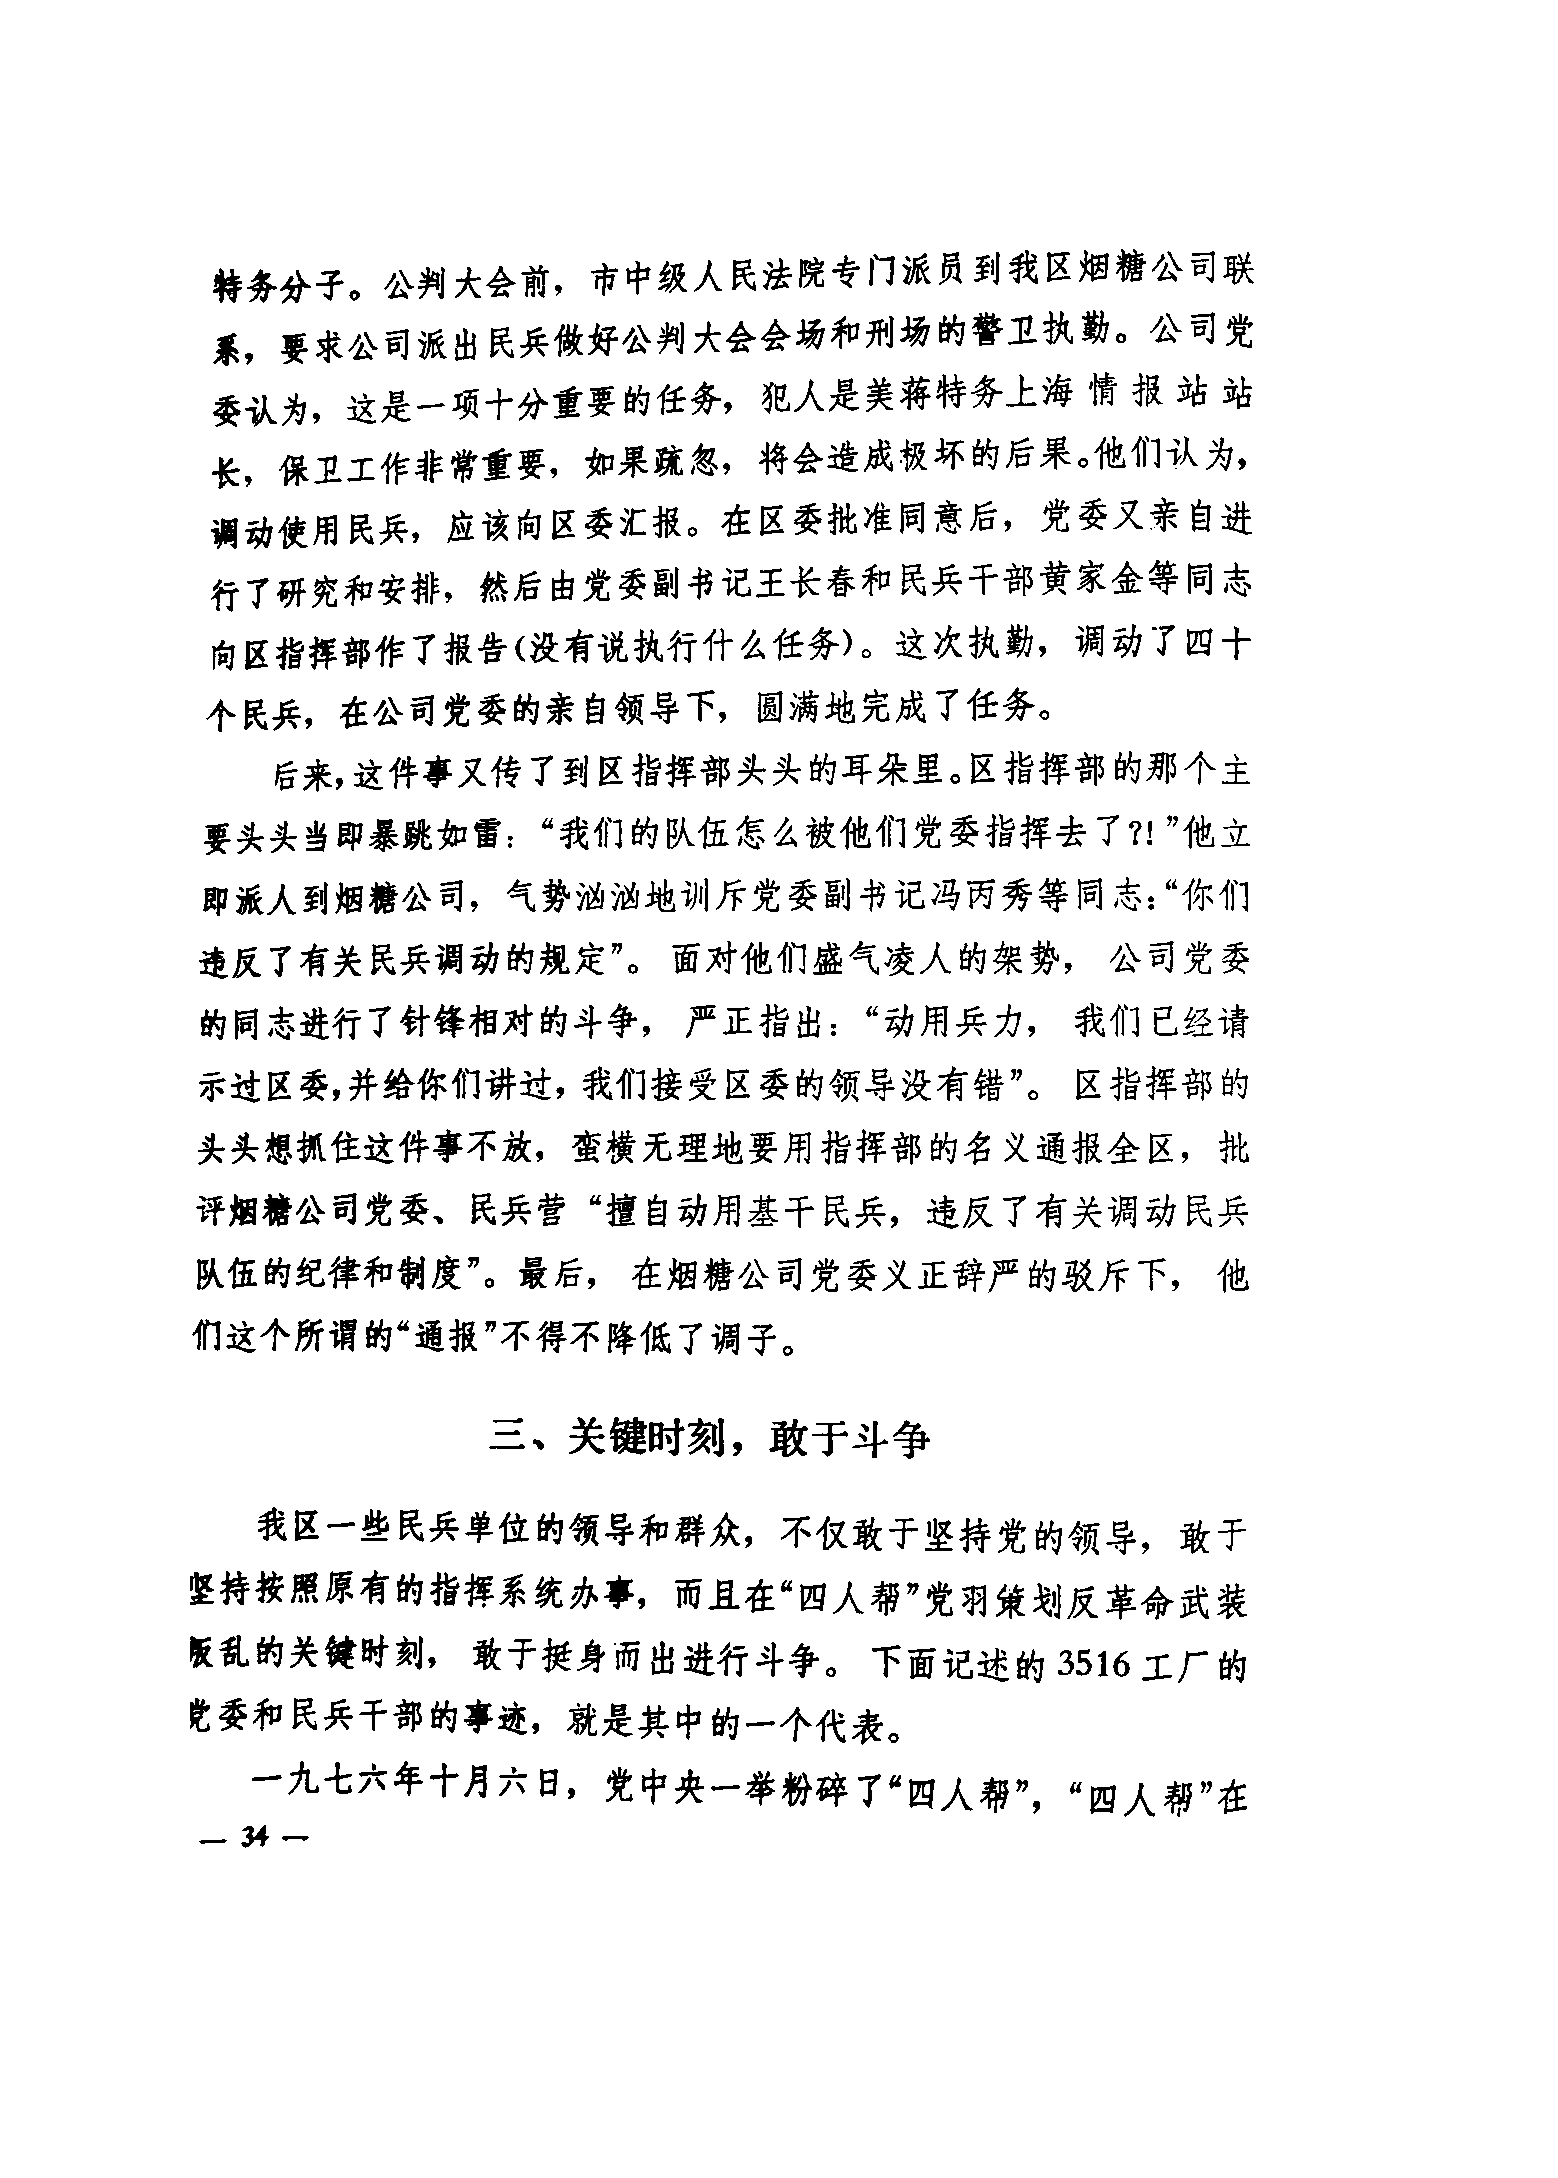 特务分子。公判大会前，市中级人民法院专门派员到我区烟糖公司联
系，要求公司派出民兵做好公判大会会场和刑场的警卫执勤。公司党
委认为，这是一项十分重要的任务，犯人是美蒋特务上海情报站站
长，保卫工作非常重要，如果疏忽，将会造成极坏的后果。他们认为，
调动使用民兵，应该向区委汇报。在区委批准同意后，党委又亲自进
行了研究和安排，然后由党委副书记王长春和民兵干部黄家金等同志
向区指挥部作了报告(没有说执行什么任务)。这次执勤，调动了四十
个民兵，在公司党委的亲自领导下，圆满地完成了任务。
后来，这件事又传了到区指挥部头头的耳朵里。区指挥部的那个主
要头头当即暴跳如雷：“我们的队伍怎么被他们党委指挥去了?!”他立
即派人到烟糖公司，气势汹汹地训斥党委副书记冯丙秀等同志：“你们
违反了有关民兵调动的规定”。面对他们盛气凌人的架势，公司党委
的同志进行了针锋相对的斗争，严正指出：“动用兵力，我们已经请
示过区委，并给你们讲过，我们接受区委的领导没有错”。区指挥部的
头头想抓住这件事不放，蛮横无理地要用指挥部的名义通报全区，批
评烟糖公司党委、民兵营“擅自动用基干民兵，违反了有关调动民兵
队伍的纪律和制度”。最后，在烟糖公司党委义正辞严的驳斥下，他
们这个所谓的“通报”不得不降低了调子。
三、关键时刻，敢于斗争
我区一些民兵单位的领导和群众，不仅敢于坚持党的领导，敢于
坚持按照原有的指挥系统办事，而且在“四人帮”党羽策划反革命武装
叛乱的关键时刻，敢于挺身而出进行斗争。下面记述的3516工厂的
党委和民兵干部的事迹，就是其中的一个代表。
一九七六年十月六日，党中央一举粉碎了“四人帮”，“四人帮”在
— 34 —